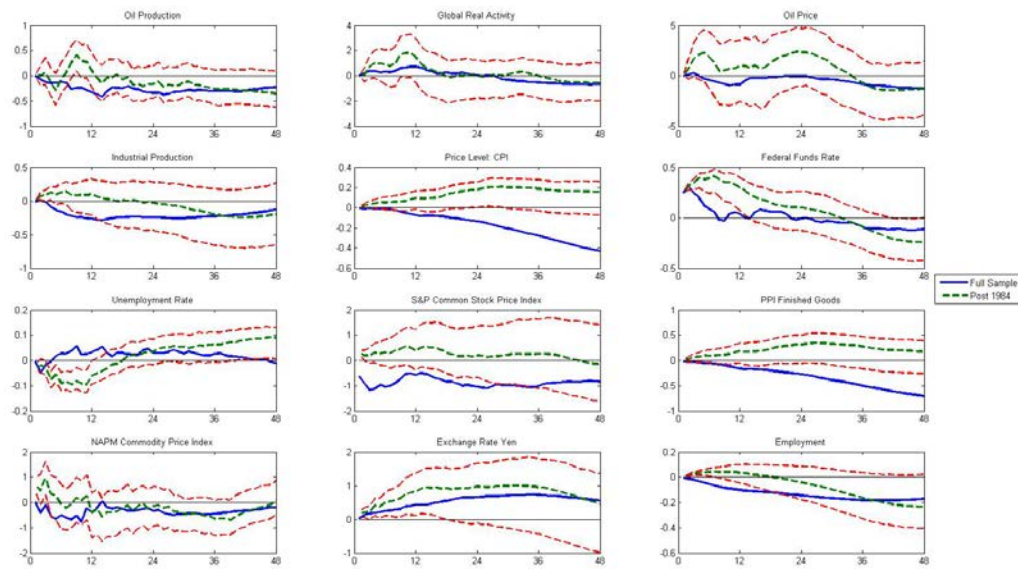 Oil Production
Global Real Activity
Oil Price
1
0.5
0
-0.5
-1
0 12 24 36 48
4
2
0
-2
-4
0 12 24 36 48
5
0
5
0 12 24 36 48
Industrial Production
Price Level: CPI
Federal Funds Rate
0.5
0
-0.5
-1
0 12 24 36 48
0.4
0.2
0
-0.2
-0.4
0.6
0 12 24 36 48
0.5
0
-0.5
0 12 24 36 48
Unemployment Rate
S&P Common Stock Price Index
PPI Finished Goods
0.2
0.1
0
-0.1
-0.2
0 12 24 36 48
2
1
0
-1
-2
0 12 24 36 48
1
0.5
0
-0.5
-1
0 12 24 36 48
Full Sample
Post 1984
NAPM Commodity Price Index
Exchange Rate Yen
Employment
2
1
0
-1
-2
0 12 24 36 48
2
1
0
-1
0 12 24 36 48
0.2
0
-0.2
-0.4
-0.6
0 12 24 36 48